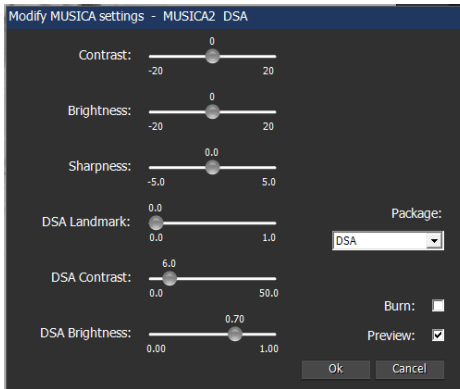 Modify MUSICA settings - MUSICA2 DSA
0
Contrast:
-20 20
0
Brightness:
-20 20
0.0
Sharpness:
-5.0 5.0
0.0
DSA Landmark:
0.0 1.0
Package:
DSA
6.0
DSA Contrast:
0.0 50.0
Burn:
0.70
DSA Brightness:
Preview:
0.00 1.00
Ok Cancel